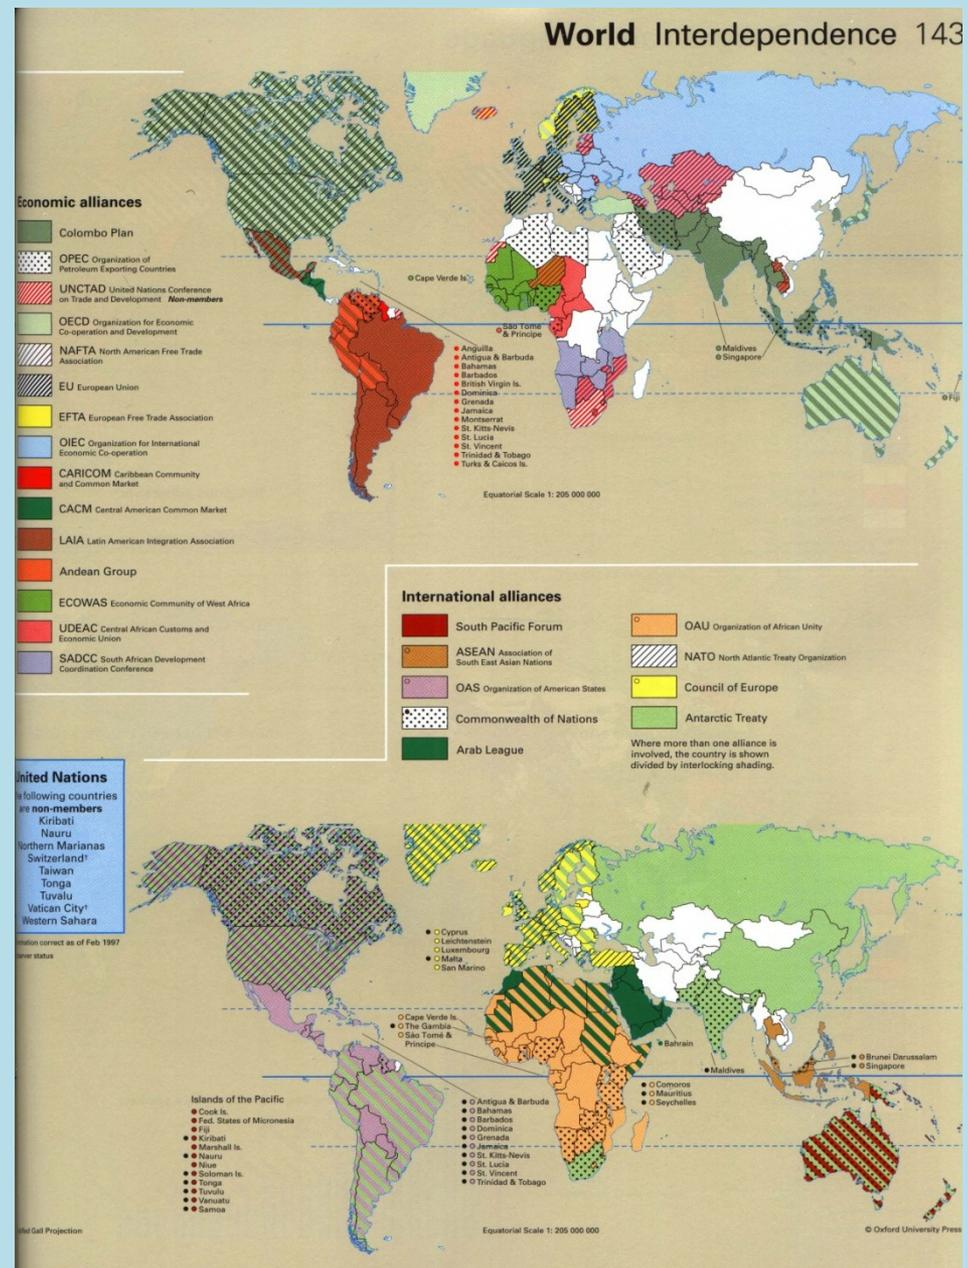 World Interdependence 143
Economic alliances
Colombo Plan
OPEC Organization of
Petroleum Exporting Countries
UNCTAD United Nations Conference
on Trade and Development Non-members
OECD Organization for Economic
Co-operation and Development
NAFTA North American Free Trade
Association
EU European Union
EFTA European Free Trade Association
OIEC Organization for International
Economic Co-operation
CARICOM Caribbean Community
and Common Market
CACM Central American Common Market
LAIA Latin American Integration Association
Andean Group
ECOWAS Economic Community of West Africa
UDEAC Central African Customs and
Economic Union
SADCC South African Development
Coordination Conference
Cape Verde Is.
São Tomé
& Príncipe
Anguilla
Antigua & Barbuda
Bahamas
Barbados
British Virgin Is.
Dominica
Grenada
Jamaica
Montserrat
St. Kitts-Nevis
St. Lucia
St. Vincent
Trinidad & Tobago
Turks & Caicos Is.
Maldives
Singapore
Fiji
Equatorial Scale 1: 205 000 000
International alliances
South Pacific Forum
ASEAN Association of
South East Asian Nations
OAS Organization of American States
Commonwealth of Nations
Arab League
OAU Organization of African Unity
NATO North Atlantic Treaty Organization
Council of Europe
Antarctic Treaty
Where more than one alliance is
involved, the country is shown
divided by interlocking shading.
United Nations
following countries
are non-members
Kiribati
Nauru
Northern Marianas
Switzerland†
Taiwan
Tonga
Tuvalu
Vatican City†
Western Sahara
correct as of Feb 1997
status
Cyprus
Leichtenstein
Luxembourg
Malta
San Marino
Cape Verde Is.
The Gambia
São Tomé &
Príncipe
Bahrain
Maldives
Brunei Darussalam
Singapore
Comoros
Mauritius
Seychelles
Antigua & Barbuda
Bahamas
Barbados
Dominica
Grenada
Jamaica
St. Kitts-Nevis
St. Lucia
St. Vincent
Trinidad & Tobago
Islands of the Pacific
Cook Is.
Fed. States of Micronesia
Fiji
Kiribati
Marshall Is.
Nauru
Niue
Soloman Is.
Tonga
Tuvulu
Vanuatu
Samoa
Gall Projection
Equatorial Scale 1: 205 000 000
© Oxford University Press